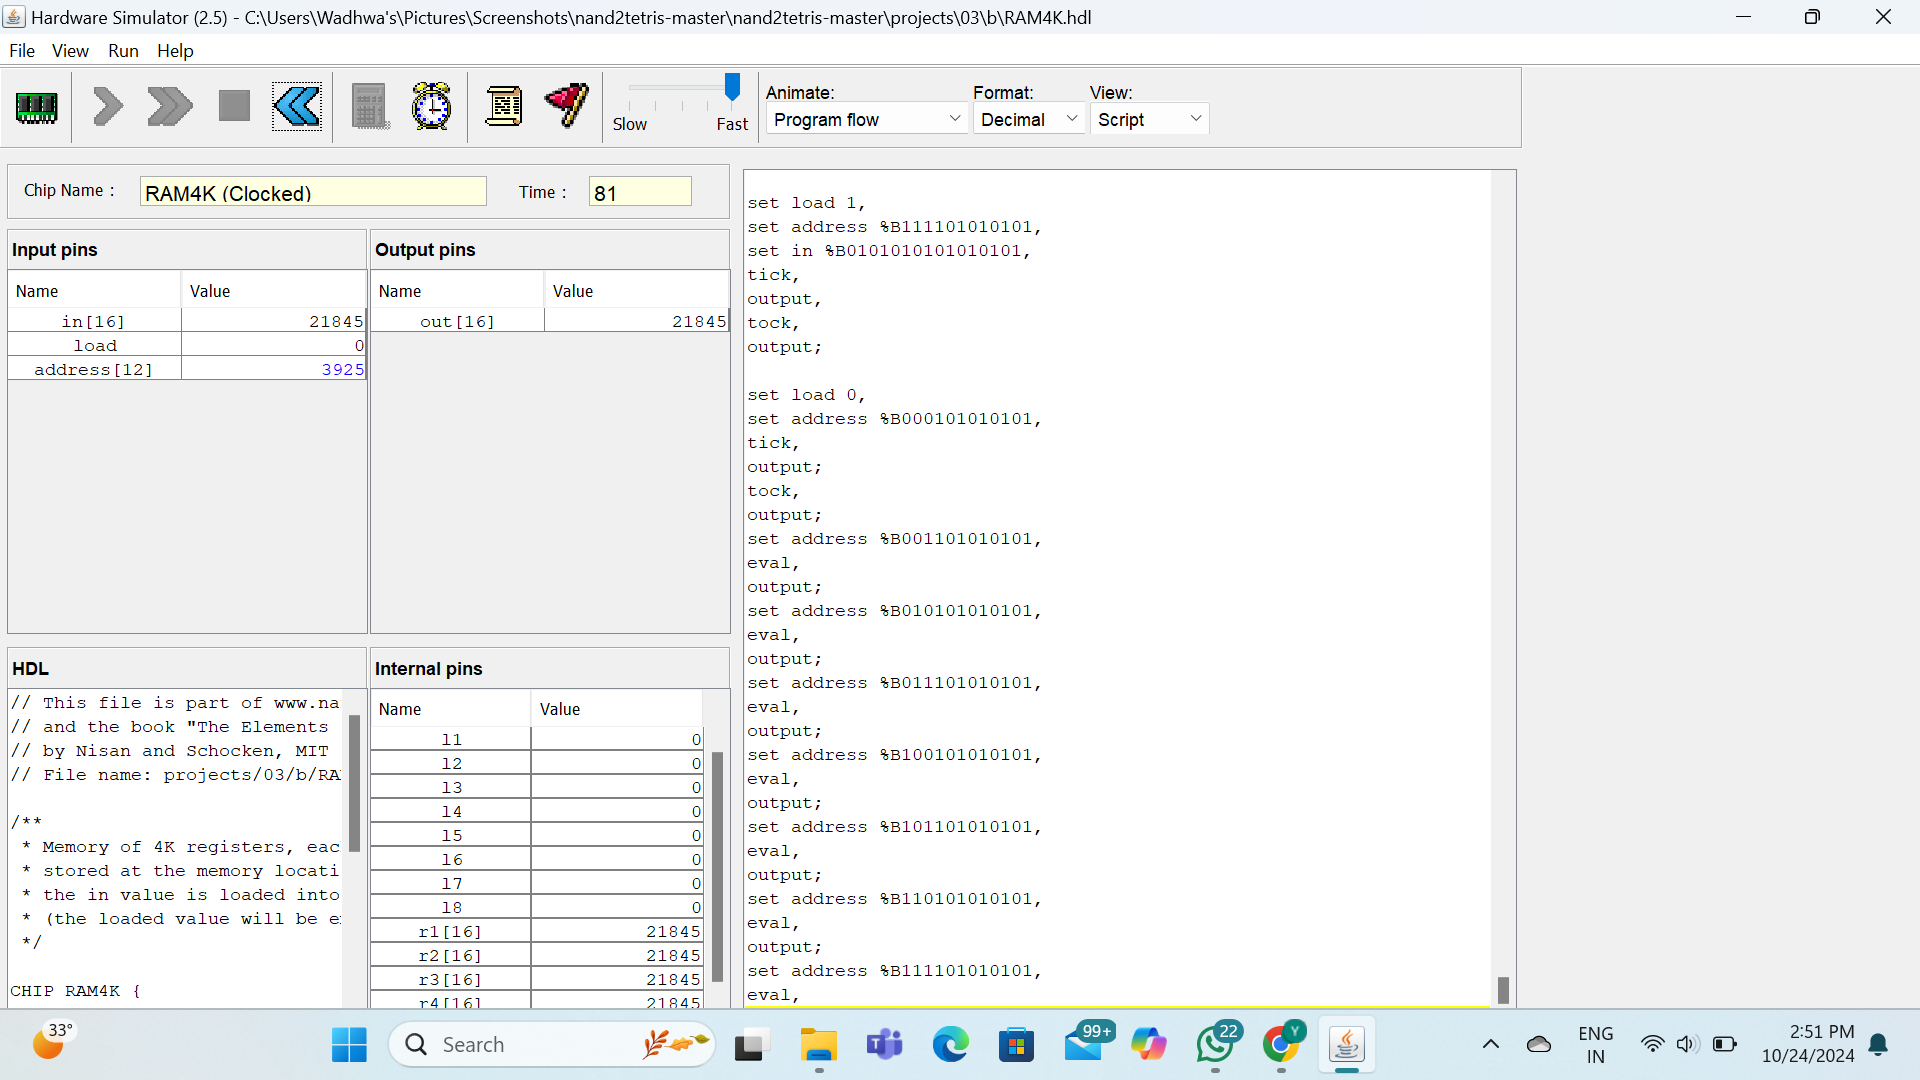 Hardware Simulator (2.5) - C:\Users\Wadhwa's\Pictures\Screenshots\nand2tetris-master\nand2tetris-master\projects\03\b\RAM4K.hdl
File View Run Help
Slow Fast
Animate: Format: View:
Program flow Decimal Script
Chip Name : RAM4K (Clocked) Time : 81
Input pins
Name Value
in[16] 21845
load 0
address[12] 3925
Output pins
Name Value
out[16] 21845
HDL
// This file is part of www.na
// and the book "The Elements
// by Nisan and Schocken, MIT
// File name: projects/03/b/RA
/**
* Memory of 4K registers, eac
* stored at the memory locati
* the in value is loaded into
* (the loaded value will be e
*/
CHIP RAM4K {
Internal pins
Name Value
l1 0
l2 0
l3 0
l4 0
l5 0
l6 0
l7 0
l8 0
r1[16] 21845
r2[16] 21845
r3[16] 21845
r4[16] 21845
set load 1,
set address %B111101010101,
set in %B0101010101010101,
tick,
output,
tock,
output;
set load 0,
set address %B000101010101,
tick,
output;
tock,
output;
set address %B001101010101,
eval,
output;
set address %B010101010101,
eval,
output;
set address %B011101010101,
eval,
output;
set address %B100101010101,
eval,
output;
set address %B101101010101,
eval,
output;
set address %B110101010101,
eval,
output;
set address %B111101010101,
eval,
33°
Search
99+
22
Y
ENG
IN
2:51 PM
10/24/2024